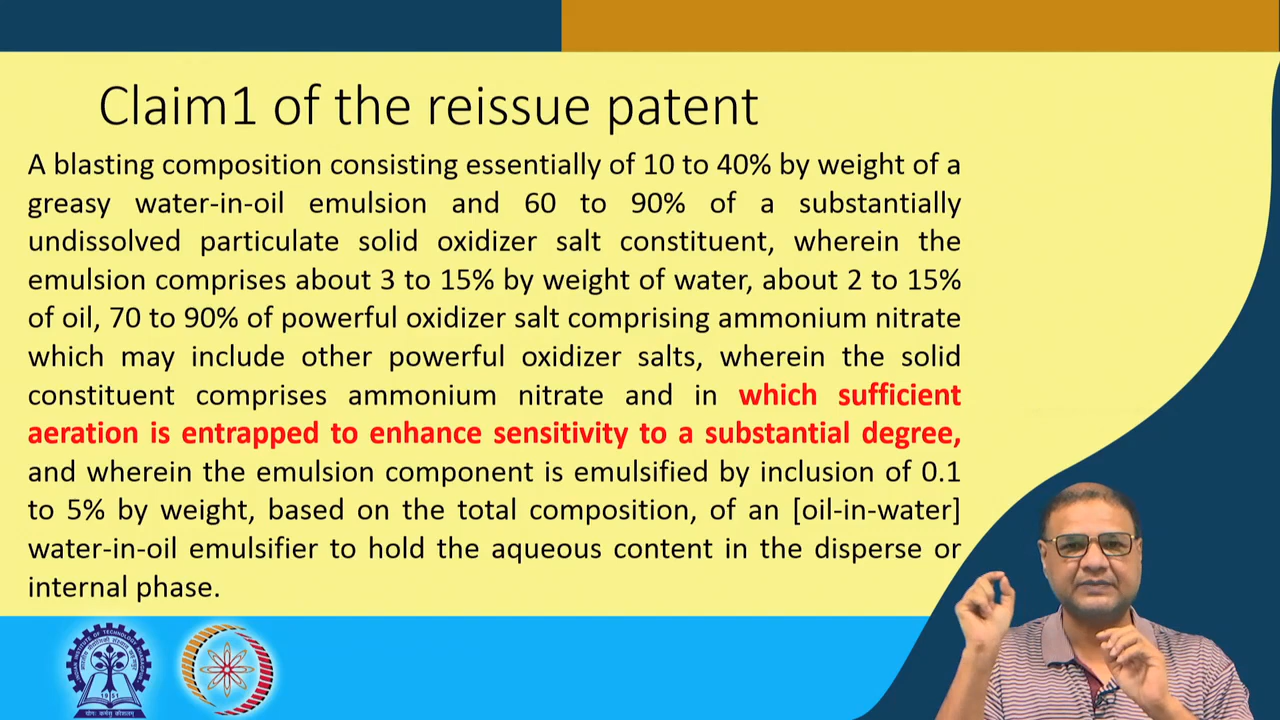 Claim1 of the reissue patent
A blasting composition consisting essentially of 10 to 40% by weight of a
greasy water-in-oil emulsion and 60 to 90% of a substantially
undissolved particulate solid oxidizer salt constituent, wherein the
emulsion comprises about 3 to 15% by weight of water, about 2 to 15%
of oil, 70 to 90% of powerful oxidizer salt comprising ammonium nitrate
which may include other powerful oxidizer salts, wherein the solid
constituent comprises ammonium nitrate and in which sufficient
aeration is entrapped to enhance sensitivity to a substantial degree,
and wherein the emulsion component is emulsified by inclusion of 0.1
to 5% by weight, based on the total composition, of an [oil-in-water]
water-in-oil emulsifier to hold the aqueous content in the disperse or
internal phase.
1951
योगः कर्मसु कौशलम्